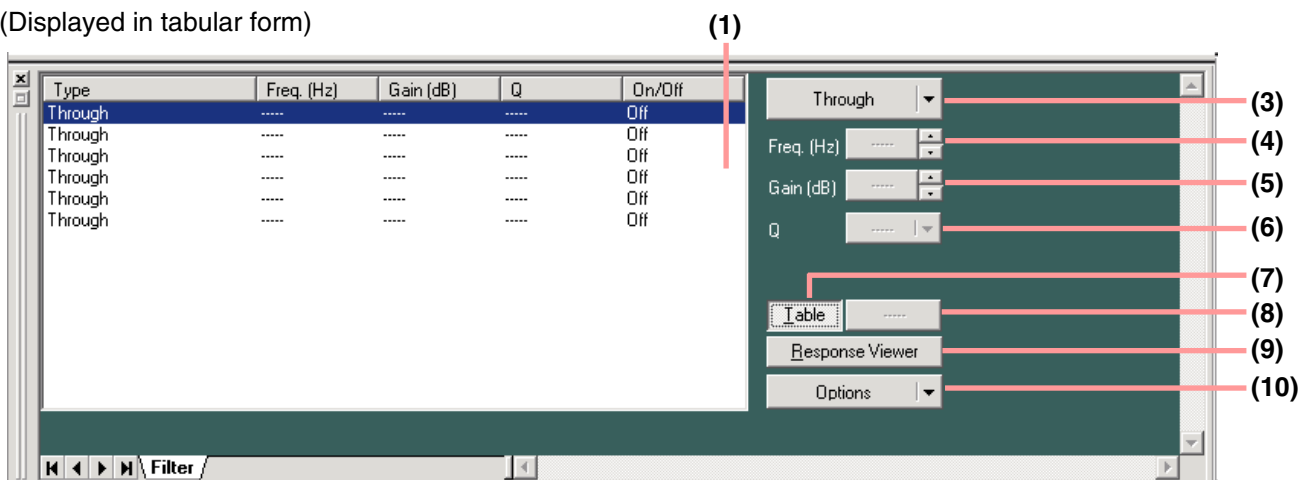 (Displayed in tabular form)
(1)
Type Freq. (Hz) Gain (dB) Q On/Off
Through ----- ----- ----- Off
Through ----- ----- ----- Off
Through ----- ----- ----- Off
Through ----- ----- ----- Off
Through ----- ----- ----- Off
Through ----- ----- ----- Off
Through (3)
Freq. (Hz) ----- (4)
Gain (dB) ----- (5)
Q ----- (6)
(7)
Table ----- (8)
Response Viewer (9)
Options (10)
Filter